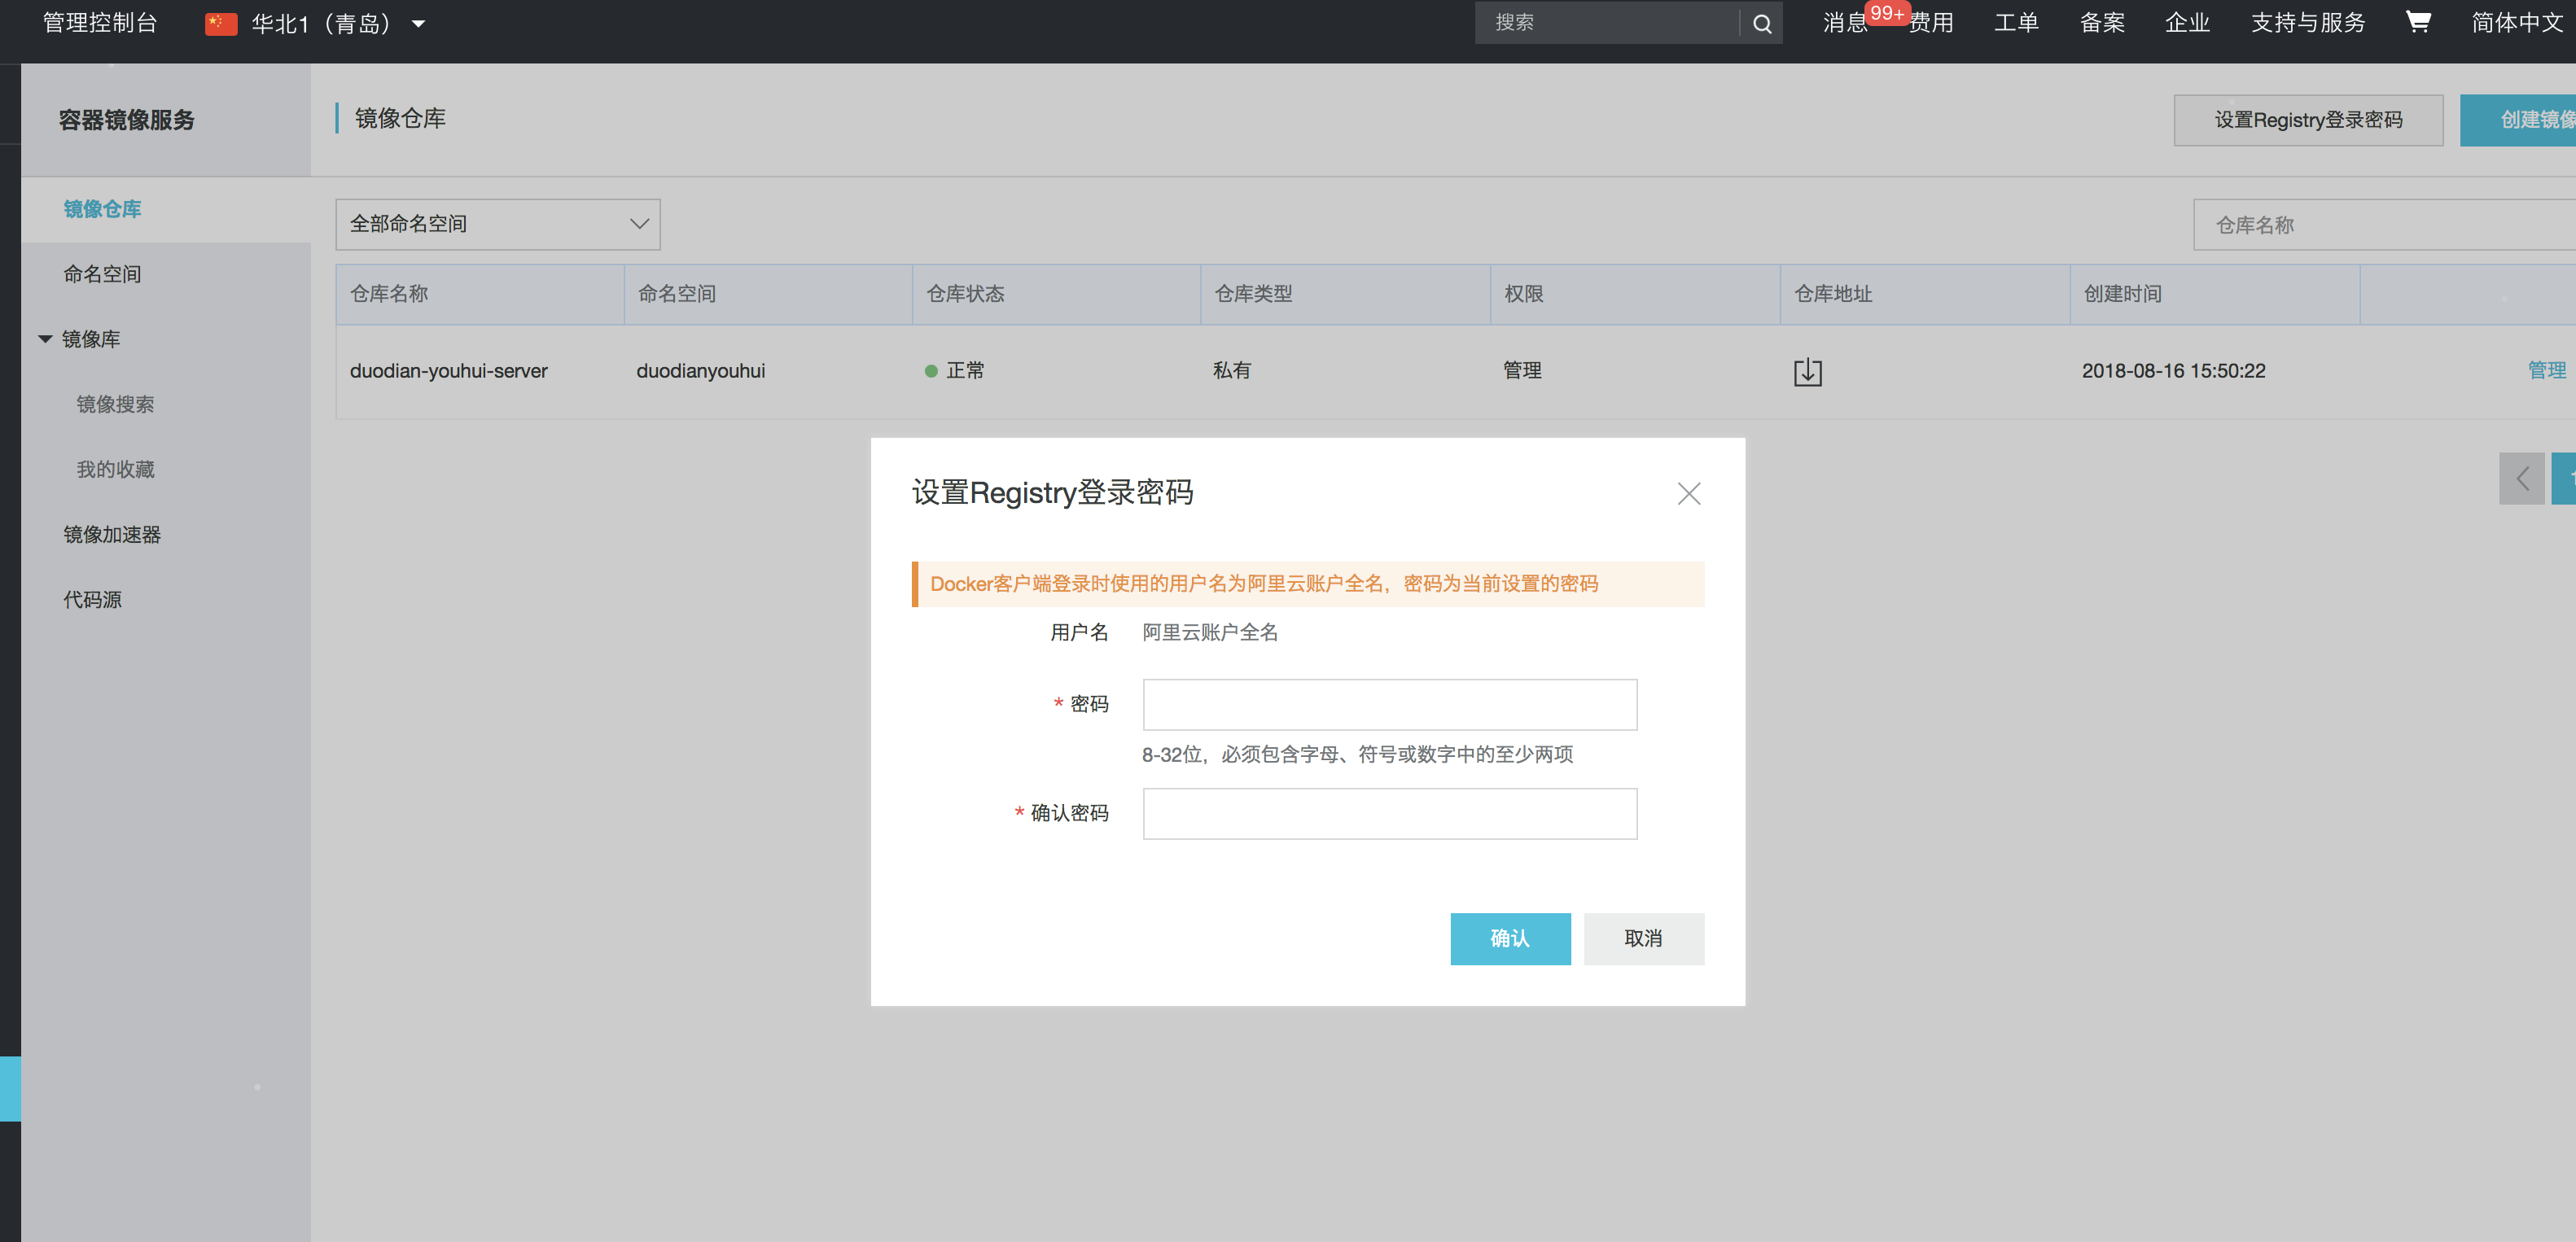 管理控制台
华北1（青岛）
搜索
消息
99+
费用
工单
备案
企业
支持与服务
简体中文
容器镜像服务
镜像仓库
设置Registry登录密码
创建镜像
镜像仓库
命名空间
镜像库
镜像搜索
我的收藏
镜像加速器
代码源
全部命名空间
仓库名称
仓库名称 命名空间 仓库状态 仓库类型 权限 仓库地址 创建时间
duodian-youhui-server duodianyouhui 正常 私有 管理 2018-08-16 15:50:22 管理
设置Registry登录密码
Docker客户端登录时使用的用户名为阿里云账户全名，密码为当前设置的密码
用户名 阿里云账户全名
* 密码
8-32位，必须包含字母、符号或数字中的至少两项
* 确认密码
确认 取消